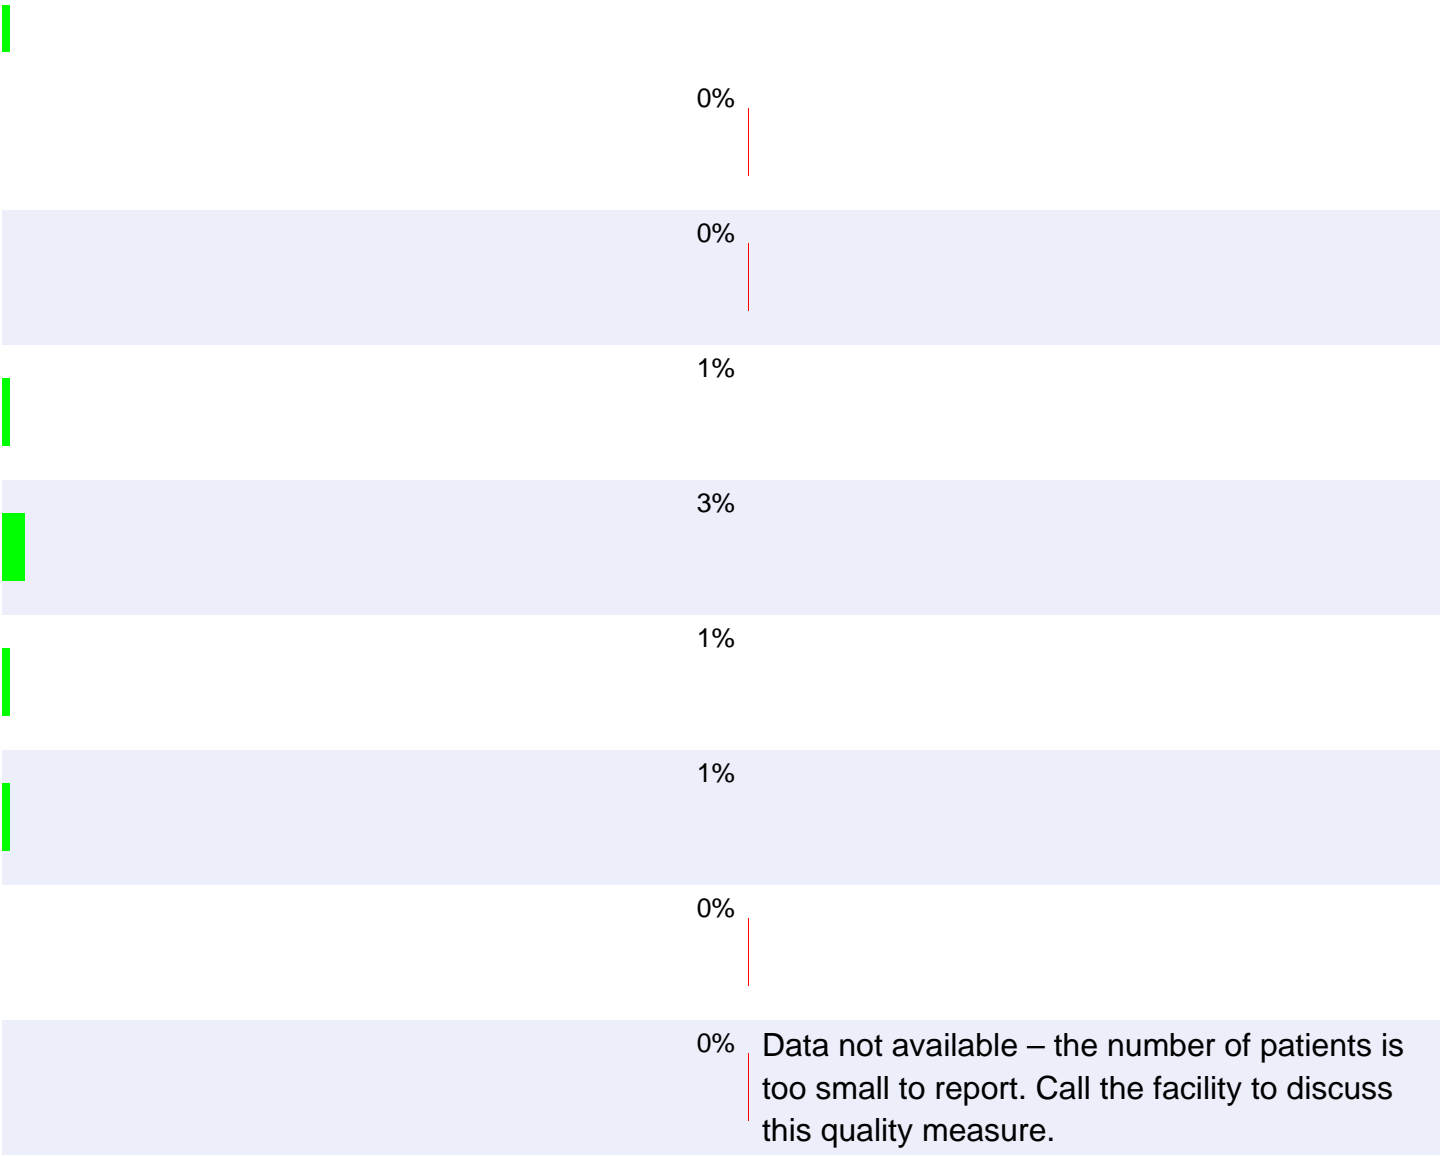 0%
0%
1%
3%
1%
1%
0%
0% Data not available – the number of patients is
too small to report. Call the facility to discuss
this quality measure.